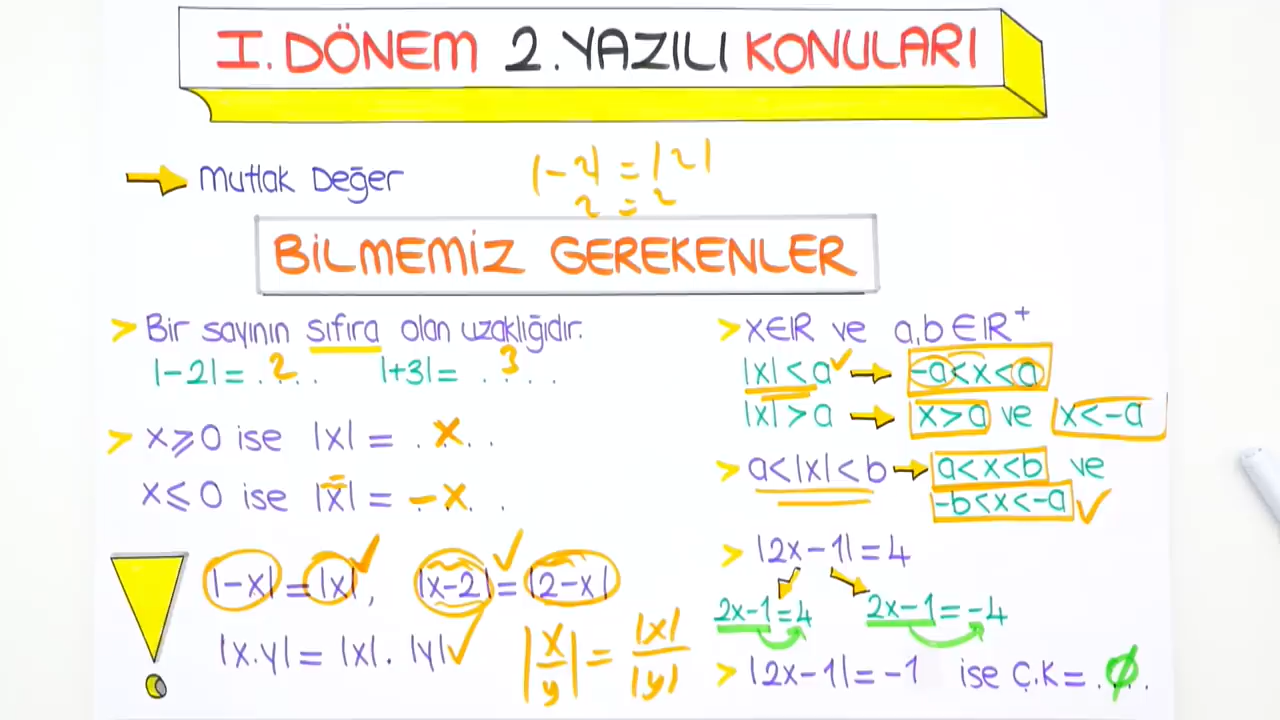 I. DÖNEM 2. YAZILI KONULARI
Mutlak Değer
|-2| = |2|
2 = 2
BİLMEMİZ GEREKENLER
> Bir sayının sıfıra olan uzaklığıdır.
|-2| = . 2 . . |+3| = . 3 . .
> x ⩾ 0 ise |x| = . x . .
x ⩽ 0 ise |x| = -x . .
|-x| = |x| ✓, |x-2| = |2-x| ✓
|x.y| = |x|. |y| ✓ |x/y| = |x|/|y|
> x∈IR ve a,b∈IR⁺
|x| < a ✓ → -a<x<a
|x| > a → x>a ve x<-a
> a<|x|<b → a<x<b ve
-b<x<-a ✓
> |2x-1| = 4
2x-1 = 4 2x-1 = -4
> |2x-1| = -1 ise Ç.K = . ∅ . .